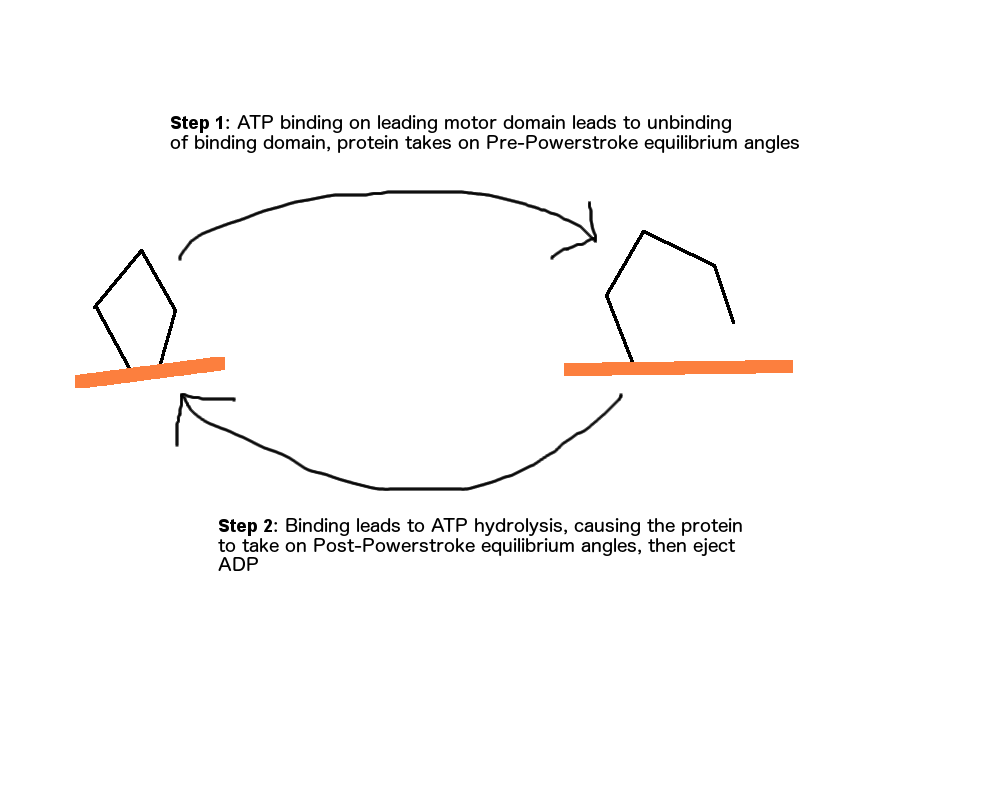 Step 1: ATP binding on leading motor domain leads to unbinding
of binding domain, protein takes on Pre-Powerstroke equilibrium angles
Step 2: Binding leads to ATP hydrolysis, causing the protein
to take on Post-Powerstroke equilibrium angles, then eject
ADP